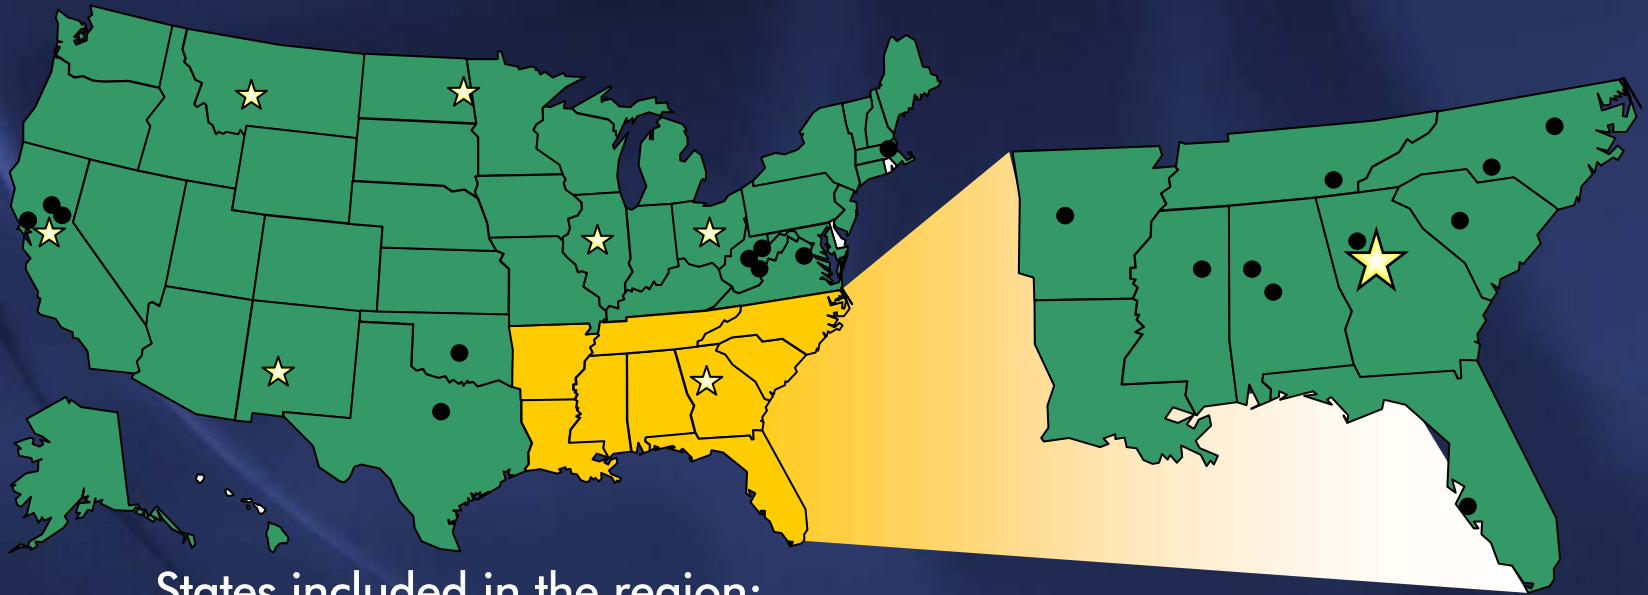 States included in the region: